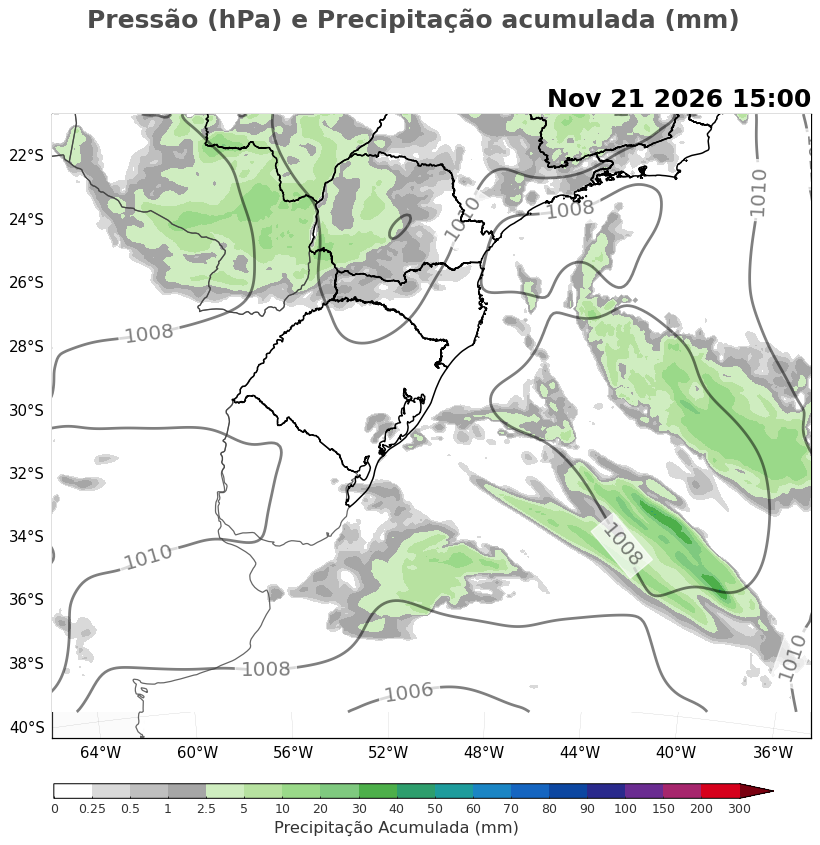 Pressão (hPa) e Precipitação acumulada (mm)
Nov 21 2026 15:00
22°S
24°S
26°S
28°S
30°S
32°S
34°S
36°S
38°S
40°S
1010
1010
1008
1008
1008
1010
1008
1006
1010
64°W 60°W 56°W 52°W 48°W 44°W 40°W 36°W
0 0.25 0.5 1 2.5 5 10 20 30 40 50 60 70 80 90 100 150 200 300
Precipitação Acumulada (mm)